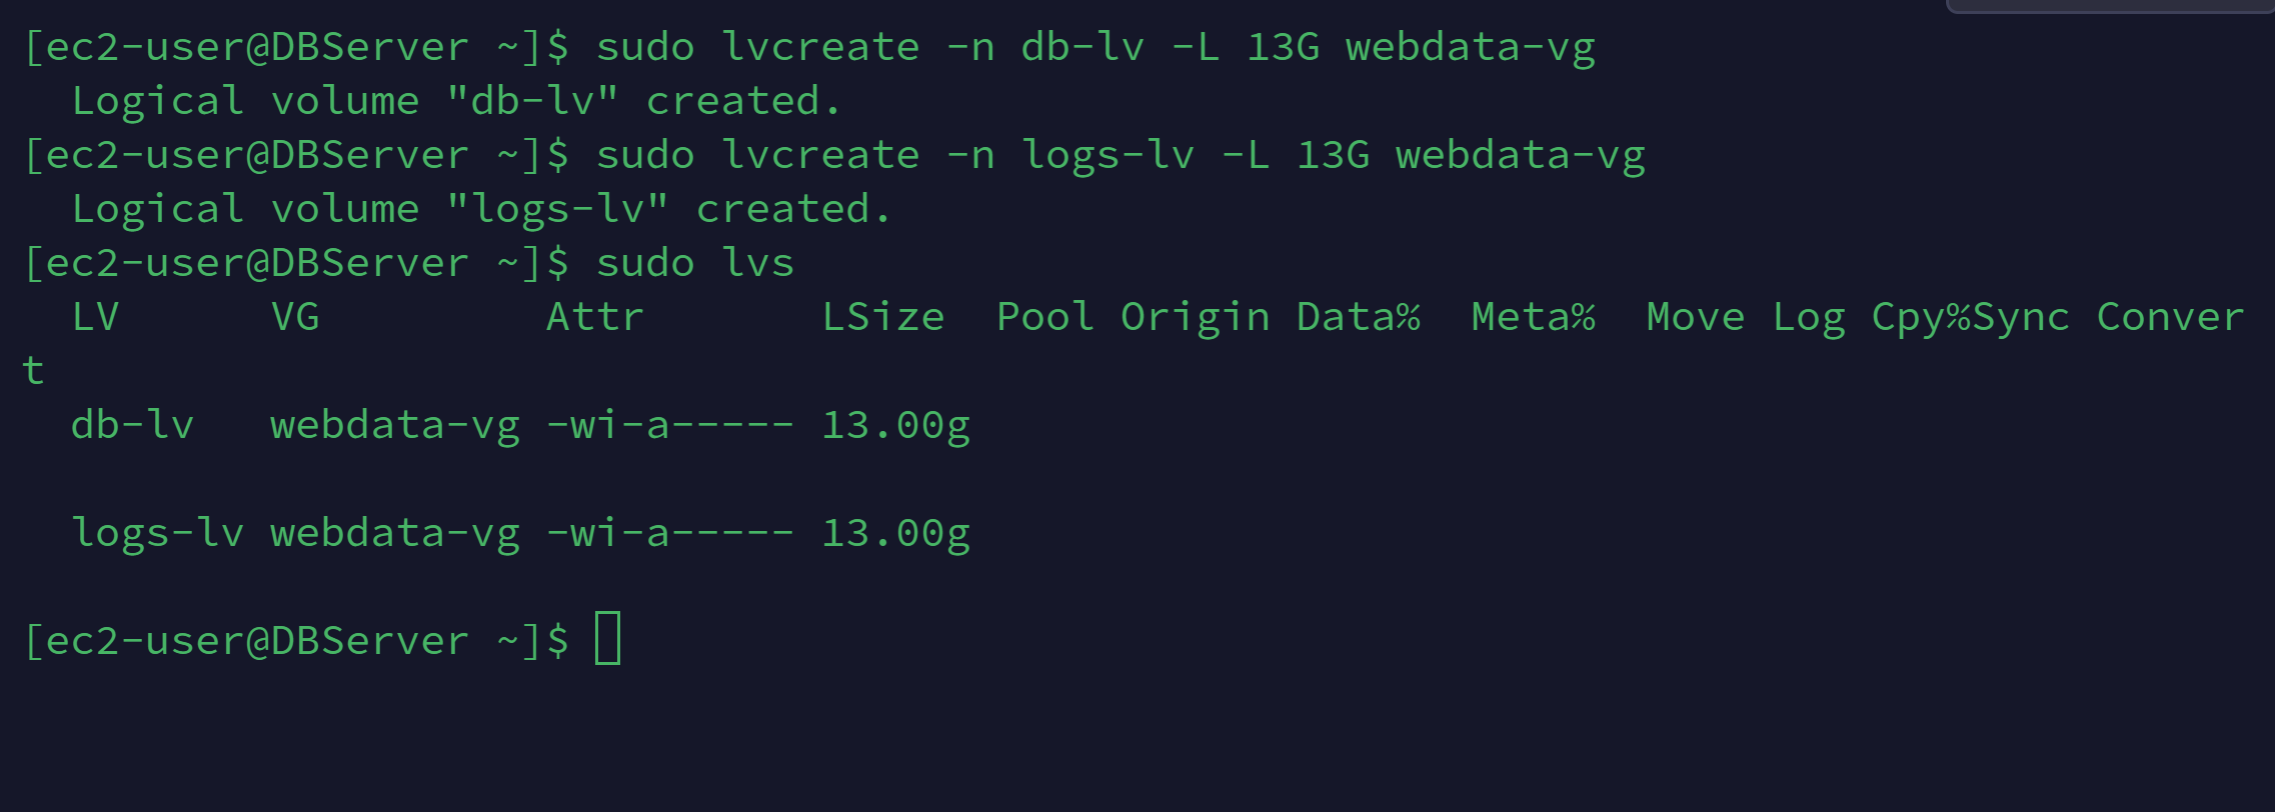 [ec2-user@DBServer ~]$ sudo lvcreate -n db-lv -L 13G webdata-vg
  Logical volume "db-lv" created.
[ec2-user@DBServer ~]$ sudo lvcreate -n logs-lv -L 13G webdata-vg
  Logical volume "logs-lv" created.
[ec2-user@DBServer ~]$ sudo lvs
  LV      VG         Attr       LSize  Pool Origin Data%  Meta%  Move Log Cpy%Sync Conver
t
  db-lv   webdata-vg -wi-a----- 13.00g
  logs-lv webdata-vg -wi-a----- 13.00g
[ec2-user@DBServer ~]$